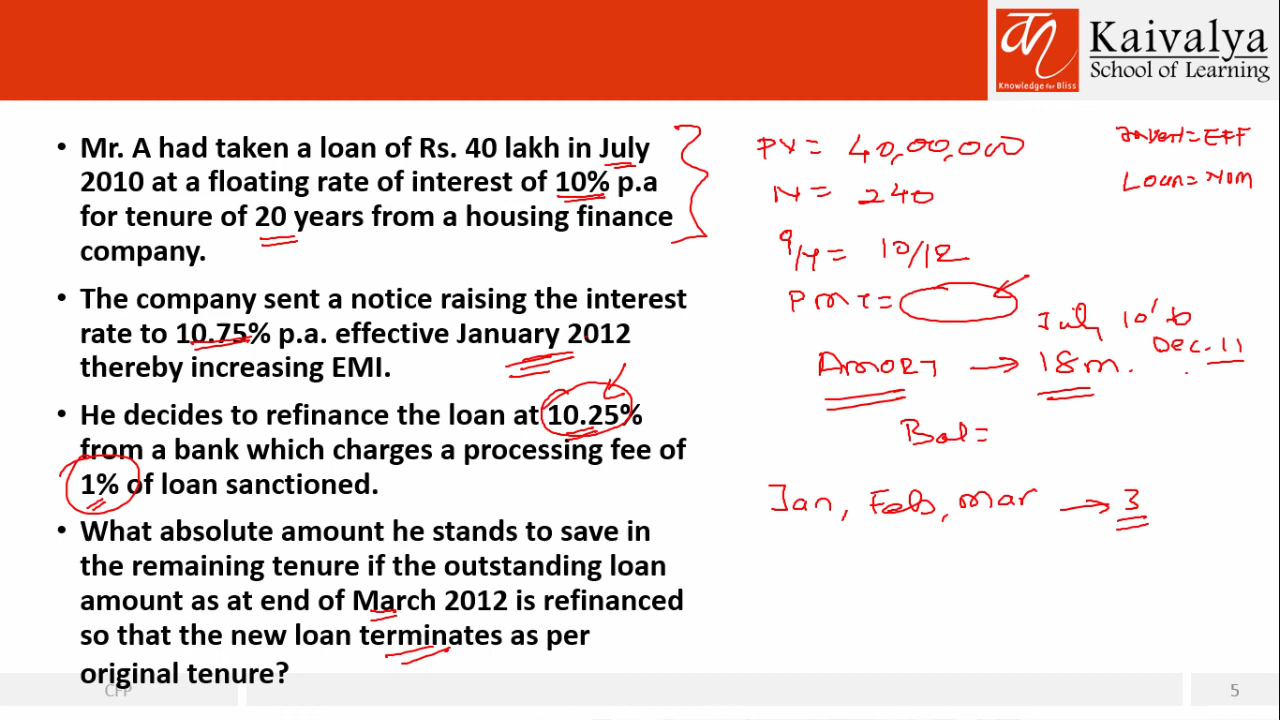 तन
Knowledge for Bliss
Kaivalya
School of Learning
• Mr. A had taken a loan of Rs. 40 lakh in July
2010 at a floating rate of interest of 10% p.a
for tenure of 20 years from a housing finance
company.
• The company sent a notice raising the interest
rate to 10.75% p.a. effective January 2012
thereby increasing EMI.
• He decides to refinance the loan at 10.25%
from a bank which charges a processing fee of
1% of loan sanctioned.
• What absolute amount he stands to save in
the remaining tenure if the outstanding loan
amount as at end of March 2012 is refinanced
so that the new loan terminates as per
original tenure?
PV = 40,00,000
N = 240
I/Y = 10/12
PMT =
AMORT → 18m.
Bal =
Jan, Feb, Mar → 3
Invest = EFF
Loan = Nom
July 10' to
Dec. 11
CFP
5